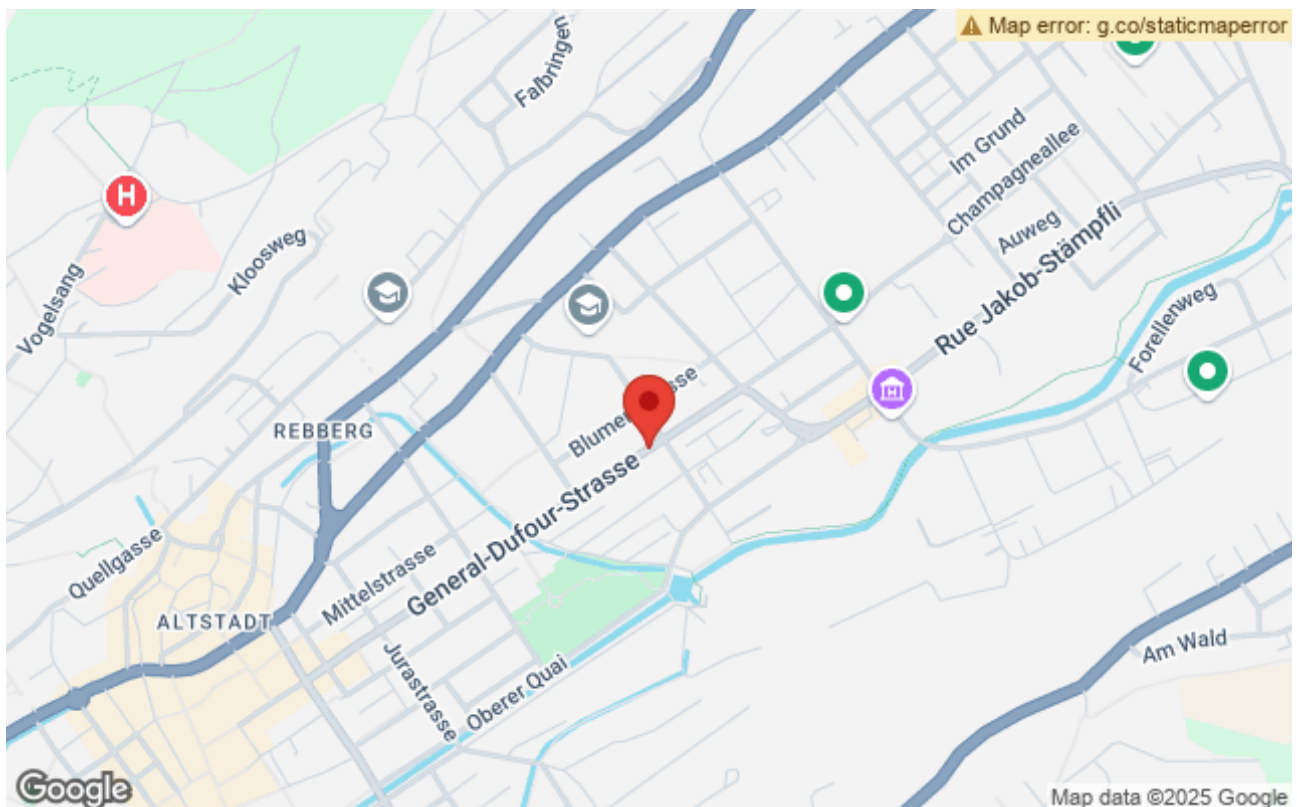 Map error: g.co/staticmaperror
Falbringen
Im Grund
Champagneallee
Auweg
H
Kloosweg
Vogelsang
Rue Jakob-Stämpfli
Forellenweg
REBBERG
General-Dufour-Strasse
Quellgasse
Mittelstrasse
ALTSTADT
Jurastrasse
Oberer Quai
Am Wald
Google
Map data ©2025 Google